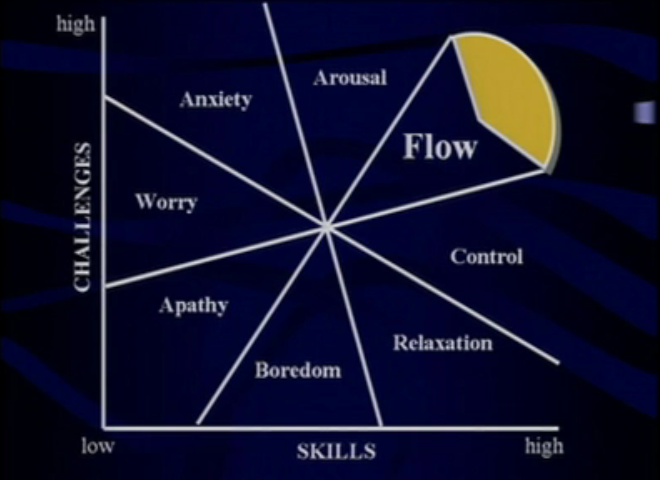 high
Arousal
Anxiety
Flow
CHALLENGES
Worry
Control
Apathy
Relaxation
Boredom
low
SKILLS
high